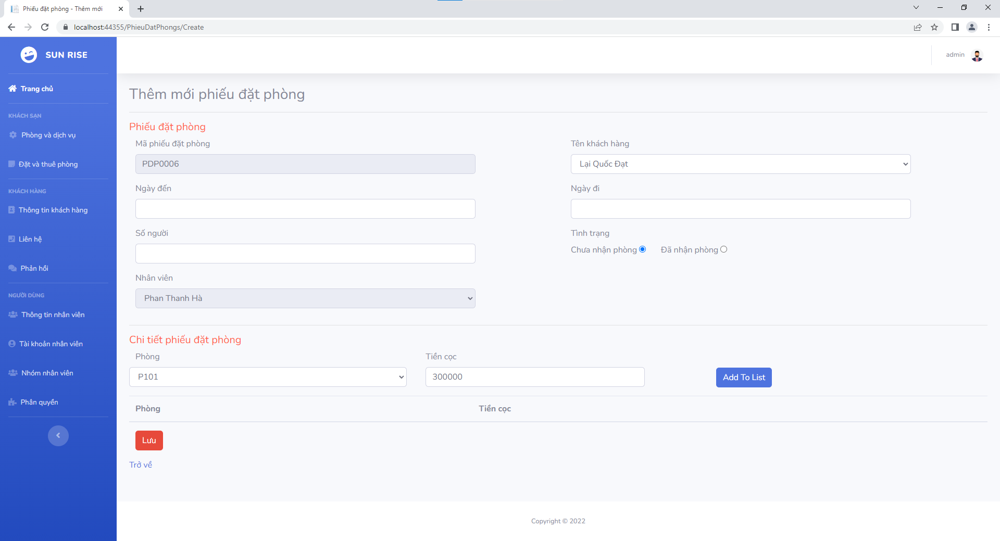 Phiếu đặt phòng - Thêm mới
localhost:44355/PhieuDatPhongs/Create
SUN RISE
admin
Trang chủ
KHÁCH SẠN
Phòng và dịch vụ
Đặt và thuê phòng
KHÁCH HÀNG
Thông tin khách hàng
Liên hệ
Phản hồi
NGƯỜI DÙNG
Thông tin nhân viên
Tài khoản nhân viên
Nhóm nhân viên
Phân quyền
Thêm mới phiếu đặt phòng
Phiếu đặt phòng
Mã phiếu đặt phòng
Tên khách hàng
PDP0006
Lại Quốc Đạt
Ngày đến
Ngày đi
Số người
Tình trạng
Chưa nhận phòng
Đã nhận phòng
Nhân viên
Phan Thanh Hà
Chi tiết phiếu đặt phòng
Phòng
Tiền cọc
P101
300000
Add To List
Phòng
Tiền cọc
Lưu
Trở về
Copyright © 2022